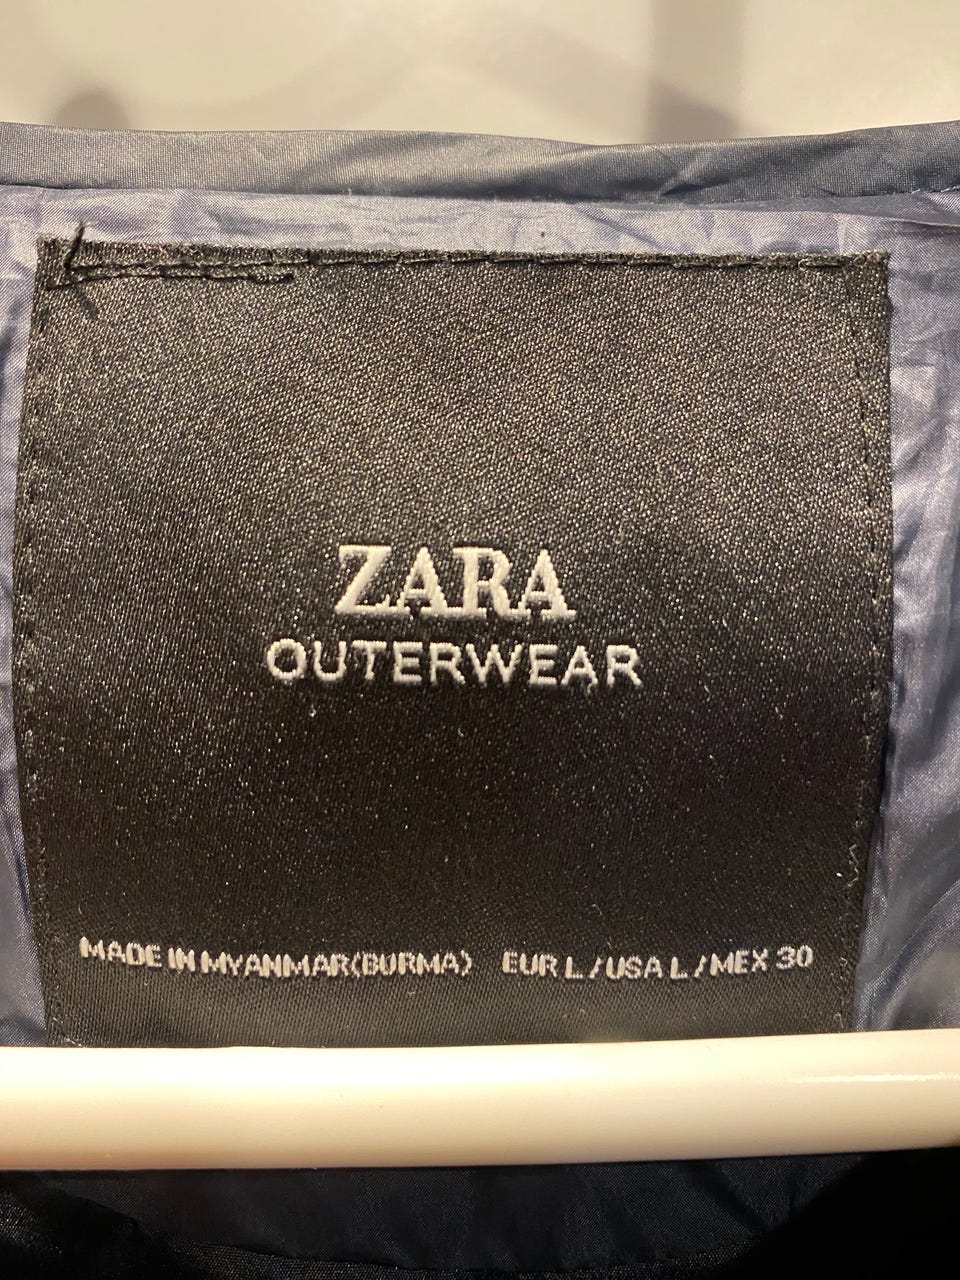 ZARA
OUTERWEAR
MADE IN MYANMAR(BURMA) EUR L/USA L/MEX 30